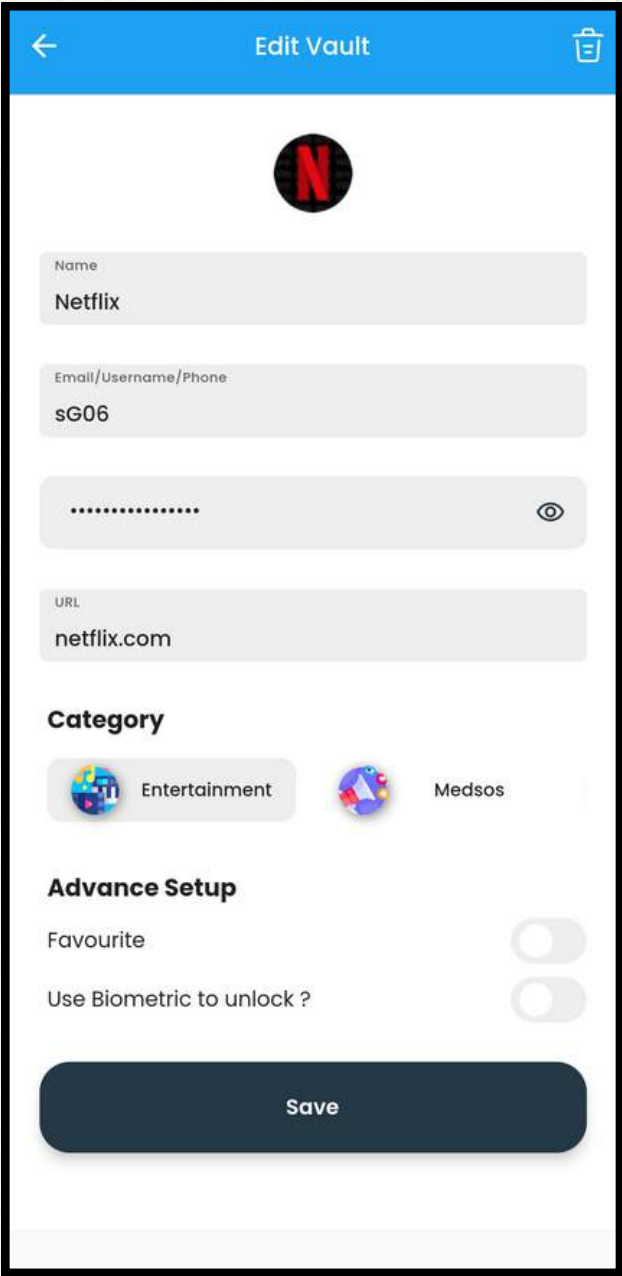 Edit Vault
N
Name
Netflix
Email/Username/Phone
sG06
••••••••••••••••
URL
netflix.com
Category
Entertainment
Medsos
Advance Setup
Favourite
Use Biometric to unlock ?
Save